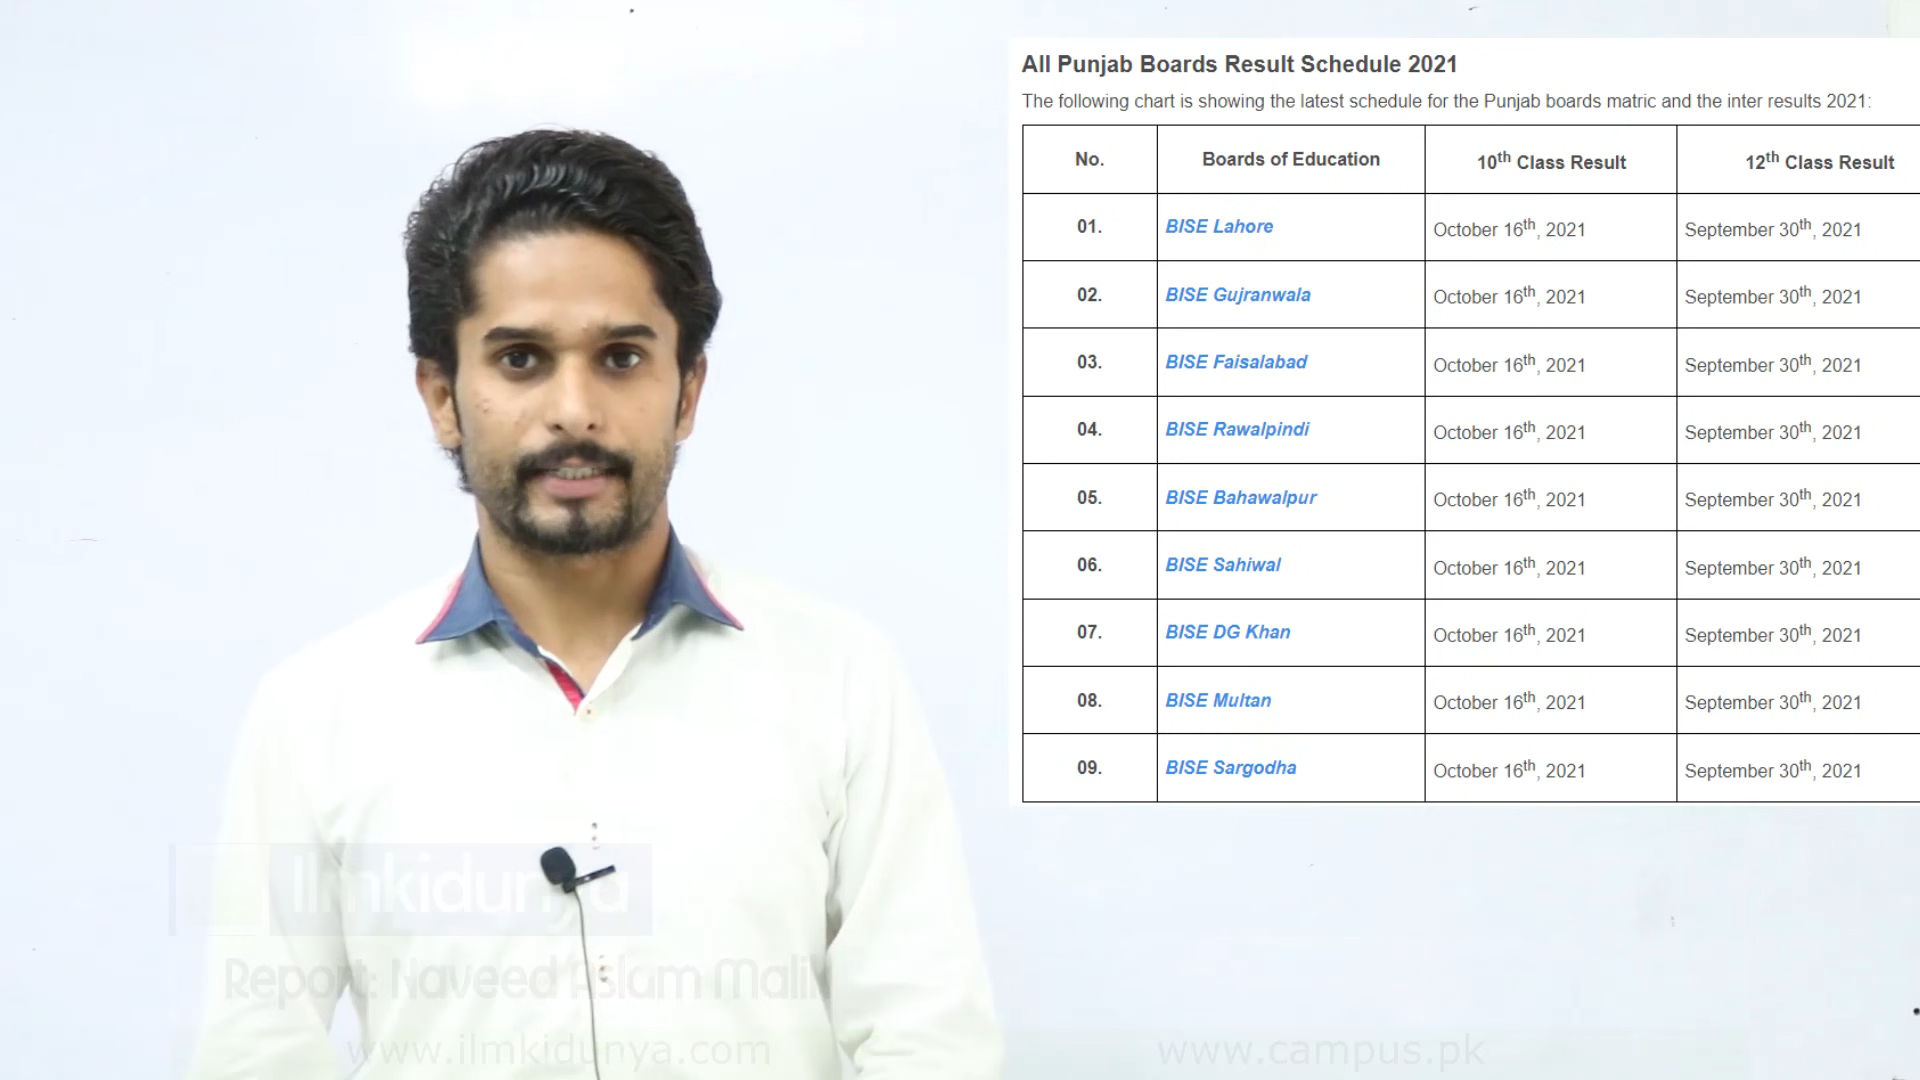 All Punjab Boards Result Schedule 2021
The following chart is showing the latest schedule for the Punjab boards matric and the inter results 2021:
No. Boards of Education 10th Class Result 12th Class Result
01. BISE Lahore October 16th, 2021 September 30th, 2021
02. BISE Gujranwala October 16th, 2021 September 30th, 2021
03. BISE Faisalabad October 16th, 2021 September 30th, 2021
04. BISE Rawalpindi October 16th, 2021 September 30th, 2021
05. BISE Bahawalpur October 16th, 2021 September 30th, 2021
06. BISE Sahiwal October 16th, 2021 September 30th, 2021
07. BISE DG Khan October 16th, 2021 September 30th, 2021
08. BISE Multan October 16th, 2021 September 30th, 2021
09. BISE Sargodha October 16th, 2021 September 30th, 2021
Ilmkidunya
Report: Naveed Aslam Malik
www.ilmkidunya.com www.campus.pk